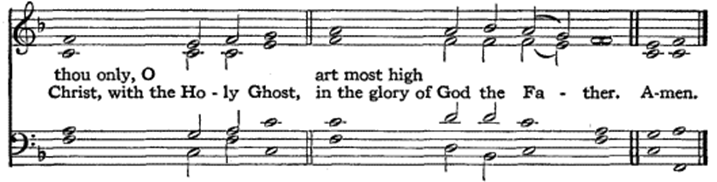 thou only, O art most high
Christ, with the Ho - ly Ghost, in the glory of God the Fa - ther. A-men.